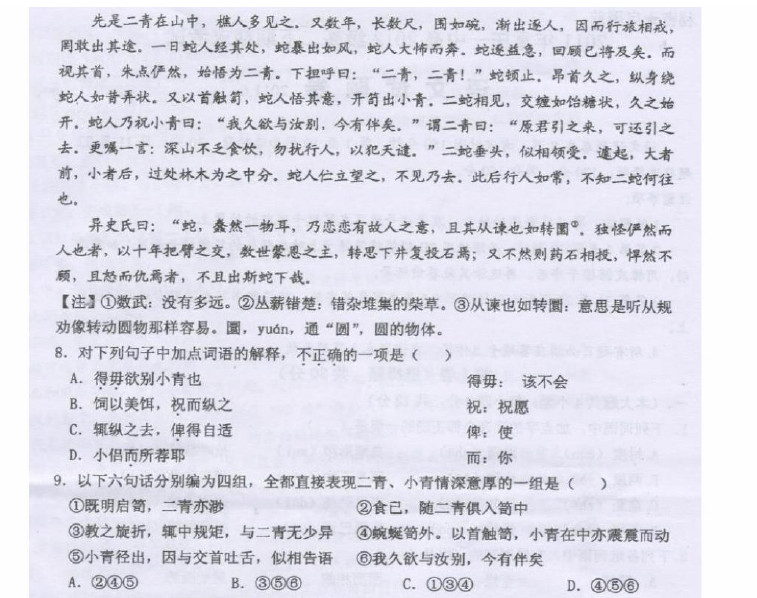 先是二青在山中，樵人多见之。又数年，长数尺，围如碗，渐出逐人，因而行旅相戒，
罔敢出其途。一日蛇人经其处，蛇暴出如风，蛇人大怖而奔。蛇逐益急，回顾已将及矣。而
视其首，朱点俨然，始悟为二青。下担呼曰：“二青，二青！”蛇顿止。昂首久之，纵身绕
蛇人如昔弄状。又以首触笥，蛇人悟其意，开笥出小青。二蛇相见，交缠如饴糖状，久之始
开。蛇人乃祝小青曰：“我久欲与汝别，今有伴矣。”谓二青曰：“原君引之来，可还引之
去。更嘱一言：深山不乏食饮，勿扰行人，以犯天谴。”二蛇垂头，似相领受。遽起，大者
前，小者后，过处林木为之中分。蛇人伫立望之，不见乃去。此后行人如常，不知二蛇何往
也。
异史氏曰：“蛇，蠢然一物耳，乃恋恋有故人之意，且其从谏也如转圜③。独怪俨然而
人也者，以十年把臂之交，数世蒙恩之主，转思下井复投石焉；又不然则药石相投，悍然不
顾，且怒而仇焉者，不且出斯蛇下哉。
【注】①数武：没有多远。②丛薪错楚：错杂堆集的柴草。③从谏也如转圜：意思是听从规
劝像转动圆物那样容易。圜，yuán，通“圆”，圆的物体。
8．对下列句子中加点词语的解释，不正确的一项是（　　）
A．得毋欲别小青也　　得毋：该不会
B．饲以美饵，祝而纵之　　祝：祝愿
C．辄纵之去，俾得自适　　俾：使
D．小侣而所荐耶　　而：你
9．以下六句话分别编为四组，全都直接表现二青、小青情深意厚的一组是（　　）
①既明启笥，二青亦渺　　②食已，随二青俱入笥中
③教之旋折，辄中规矩，与二青无少异　　④蜿蜒笥外。以首触笥，小青在中亦震震而动
⑤小青径出，因与交首吐舌，似相告语　　⑥我久欲与汝别，今有伴矣
A．②④⑤　　B．③⑤⑥　　C．①③④　　D．④⑤⑥